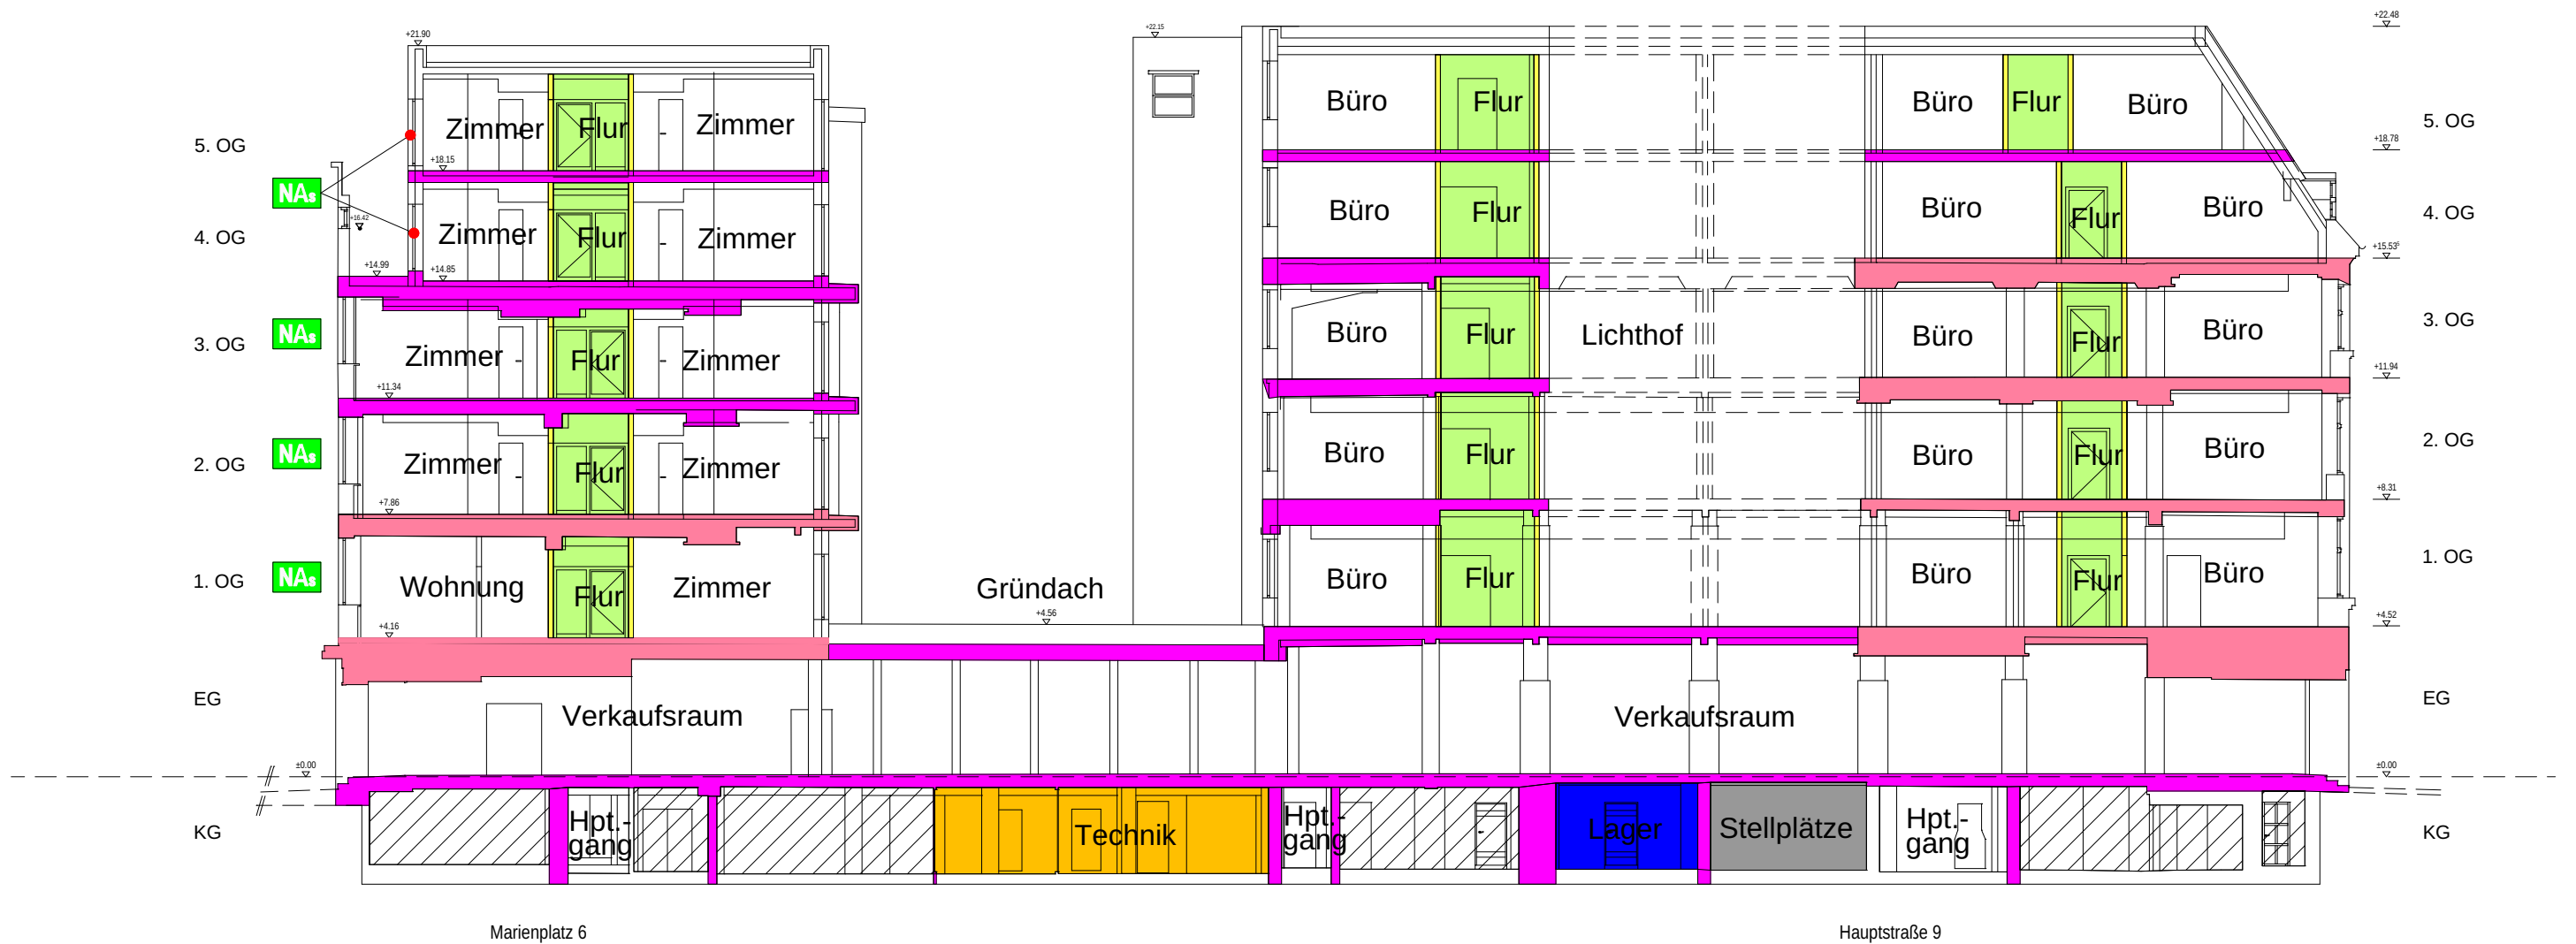 +22.48
+22.15
+21.90
Büro
Flur
Büro
Flur
Büro
Zimmer
Flur
Zimmer
5. OG
5. OG
+18.15
+18.78
NAs
Zimmer
Flur
Zimmer
Büro
Flur
Büro
Flur
Büro
4. OG
4. OG
+16.42
+14.99
+14.85
+15.53⁵
NAs
3. OG
Zimmer
Flur
Zimmer
Büro
Flur
Lichthof
Büro
Flur
Büro
3. OG
+11.34
+11.94
NAs
2. OG
Zimmer
Flur
Zimmer
Büro
Flur
Büro
Flur
Büro
2. OG
+7.86
+8.31
NAs
1. OG
Wohnung
Flur
Zimmer
Gründach
Büro
Flur
Büro
Flur
Büro
1. OG
+4.16
+4.56
+4.52
EG
Verkaufsraum
Verkaufsraum
EG
±0.00
±0.00
KG
Hpt.-
gang
Technik
Hpt.-
gang
Lager
Stellplätze
Hpt.-
gang
KG
Marienplatz 6
Hauptstraße 9